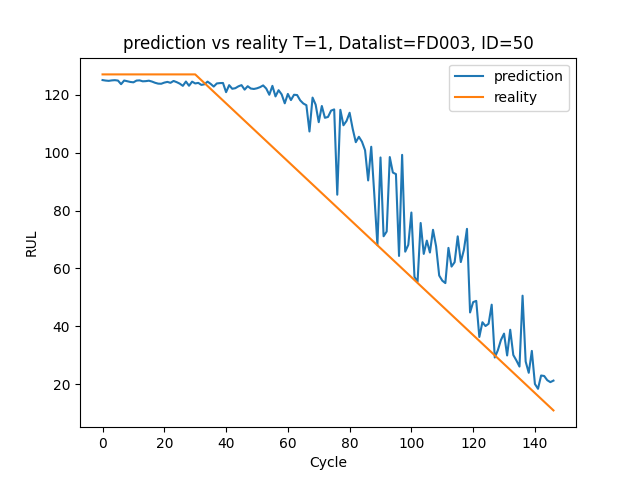 prediction vs reality T=1, Datalist=FD003, ID=50
prediction
reality
RUL
120
100
80
60
40
20
0 20 40 60 80 100 120 140
Cycle